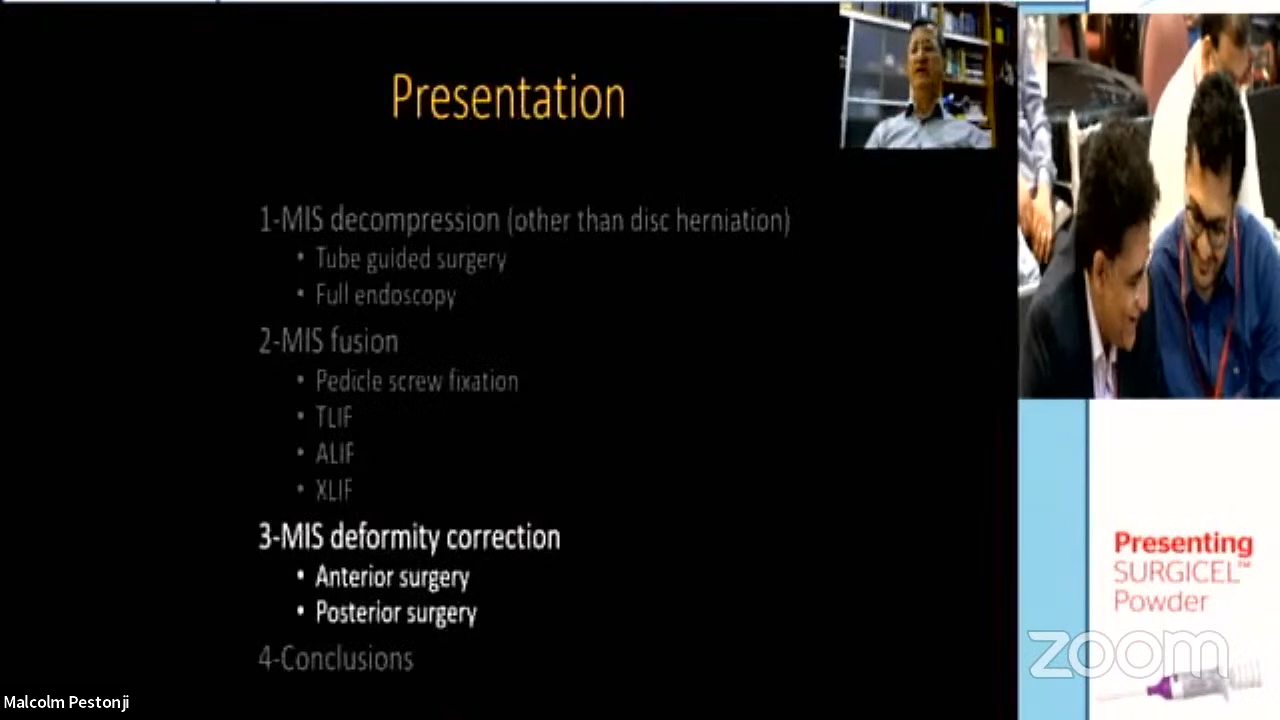 Presentation
1-MIS decompression (other than disc herniation)
• Tube guided surgery
• Full endoscopy
2-MIS fusion
• Pedicle screw fixation
• TLIF
• ALIF
• XLIF
3-MIS deformity correction
• Anterior surgery
• Posterior surgery
4-Conclusions
Malcolm Pestonji
Presenting
SURGICEL™
Powder
zoom